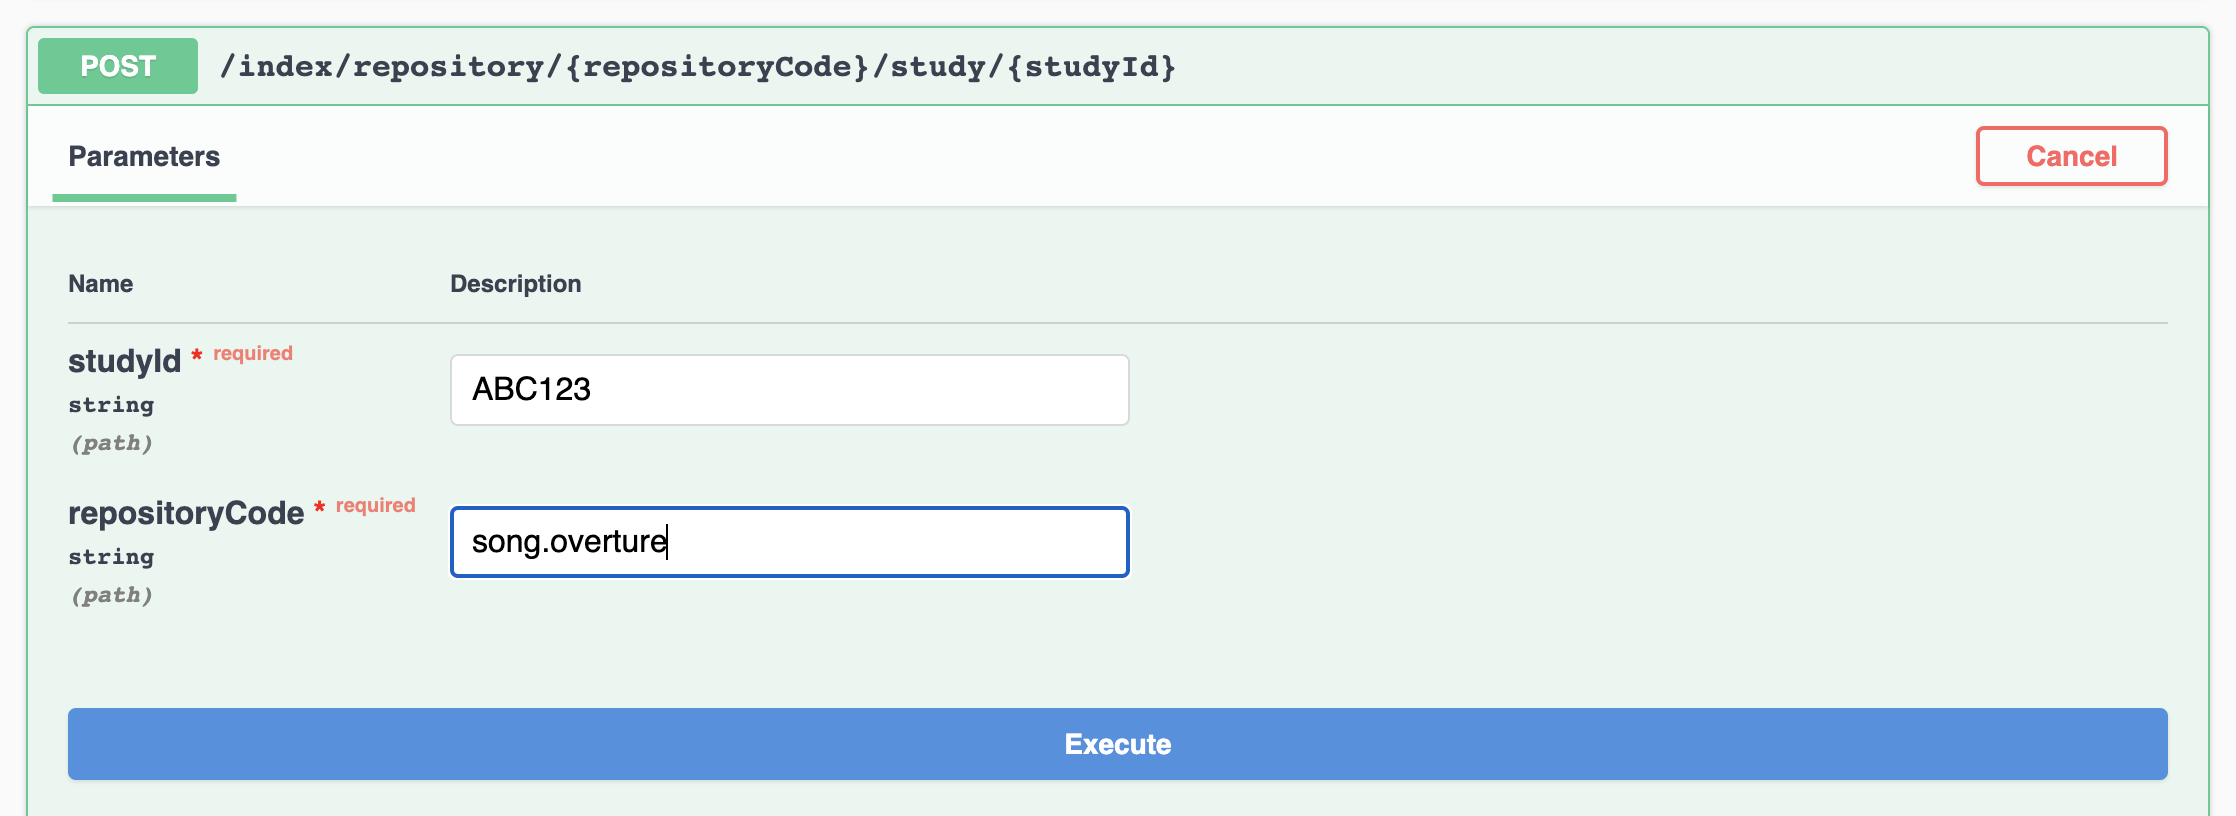 POST /index/repository/{repositoryCode}/study/{studyId}
Parameters
Cancel
Name Description
studyId * required
string
(path)
ABC123
repositoryCode * required
string
(path)
song.overture
Execute